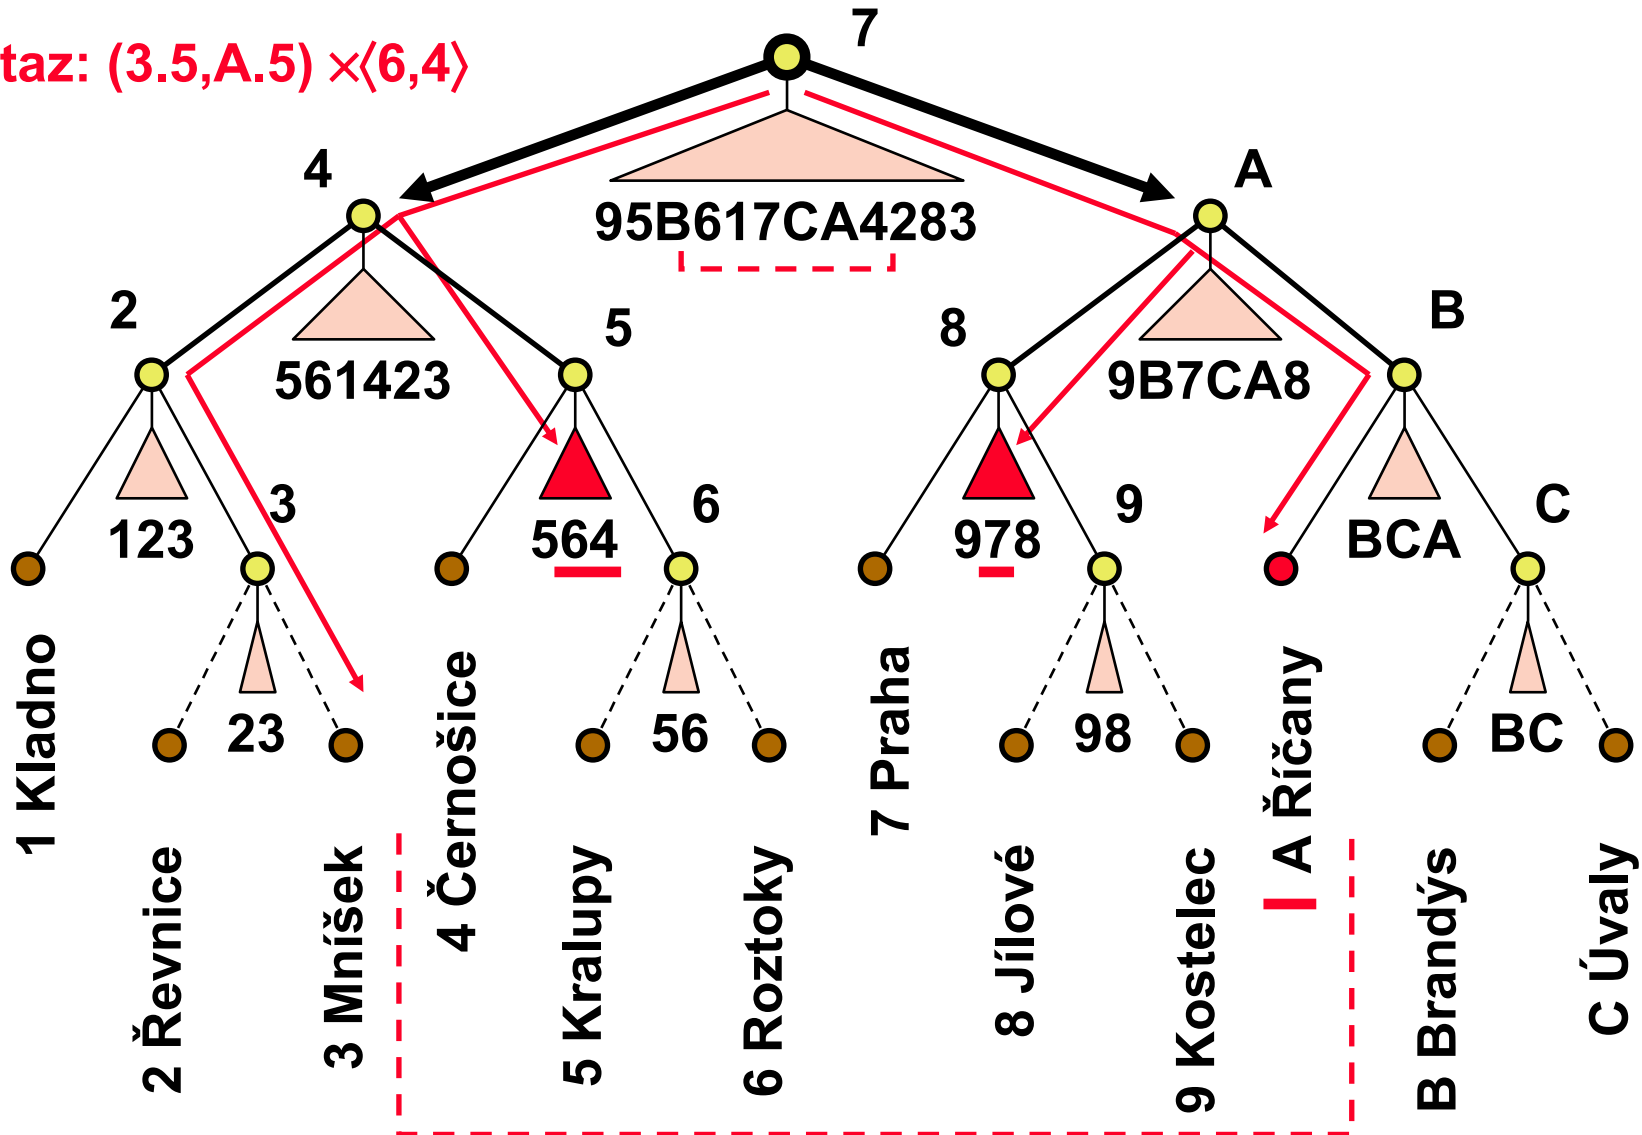 7
taz: (3.5,A.5) ×⟨6,4⟩
4
A
95B617CA4283
2
5
8
B
561423
9B7CA8
3
6
9
C
123
564
978
BCA
23
56
98
BC
1 Kladno
2 Řevnice
3 Mníšek
4 Černošice
5 Kralupy
6 Roztoky
7 Praha
8 Jílové
9 Kostelec
A Říčany
B Brandýs
C Úvaly